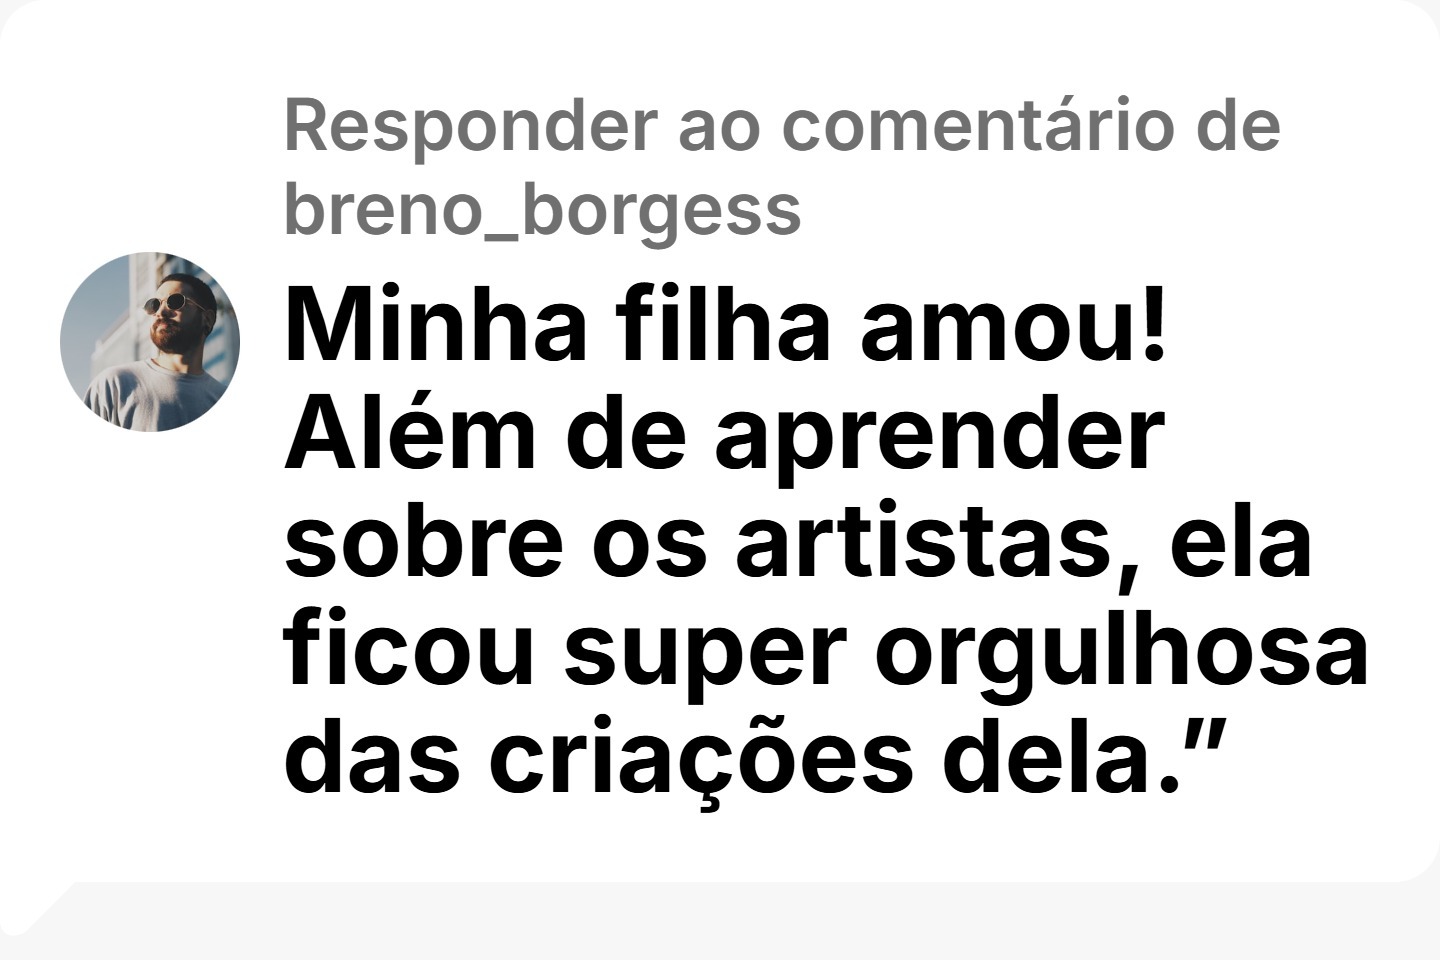 Responder ao comentário de
breno_borgess
Minha filha amou!
Além de aprender
sobre os artistas, ela
ficou super orgulhosa
das criações dela.”